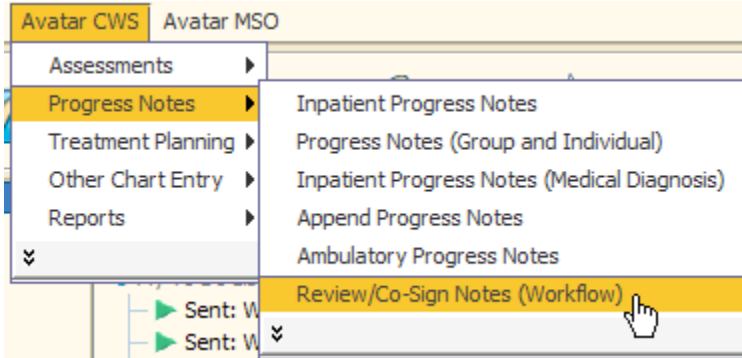 Avatar CWS Avatar MSO
Assessments
Progress Notes Inpatient Progress Notes
Treatment Planning Progress Notes (Group and Individual)
Other Chart Entry Inpatient Progress Notes (Medical Diagnosis)
Reports Append Progress Notes
Ambulatory Progress Notes
Review/Co-Sign Notes (Workflow)
Sent: W
Sent: W